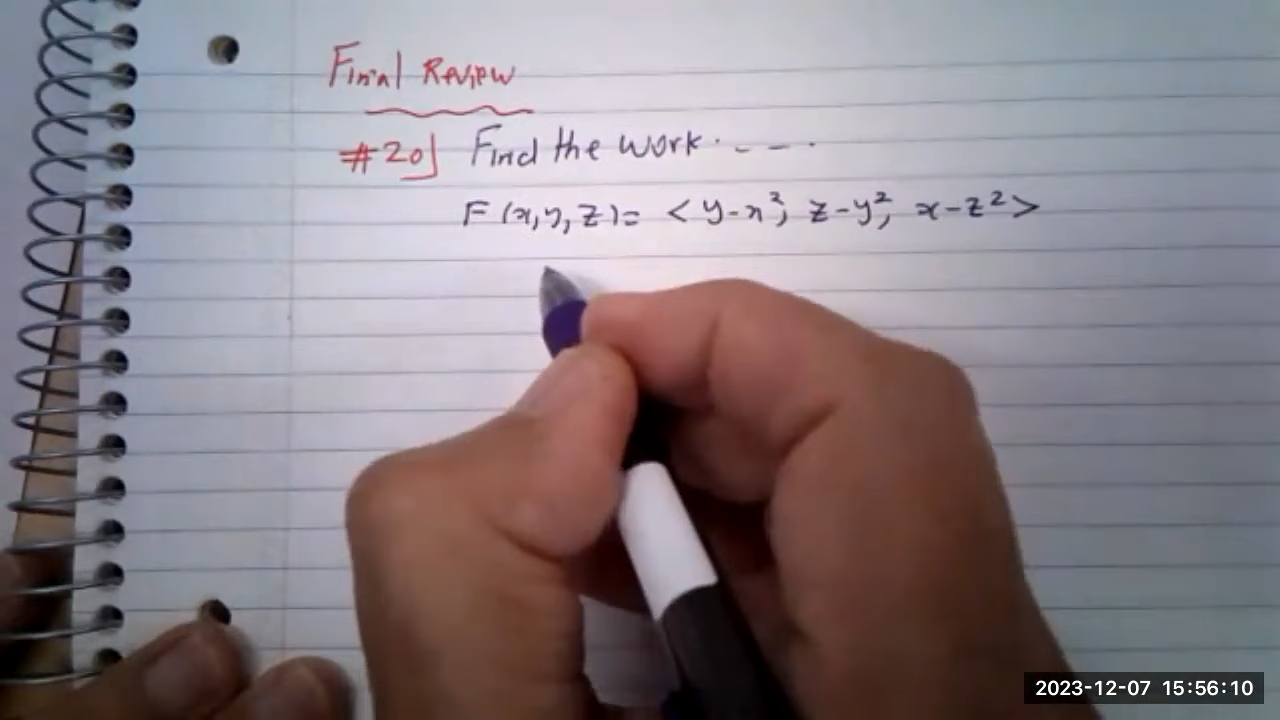 Final Review
#20] Find the work . - - - .
F(x,y,z)= <y-x², z-y², x-z²>
2023-12-07 15:56:10